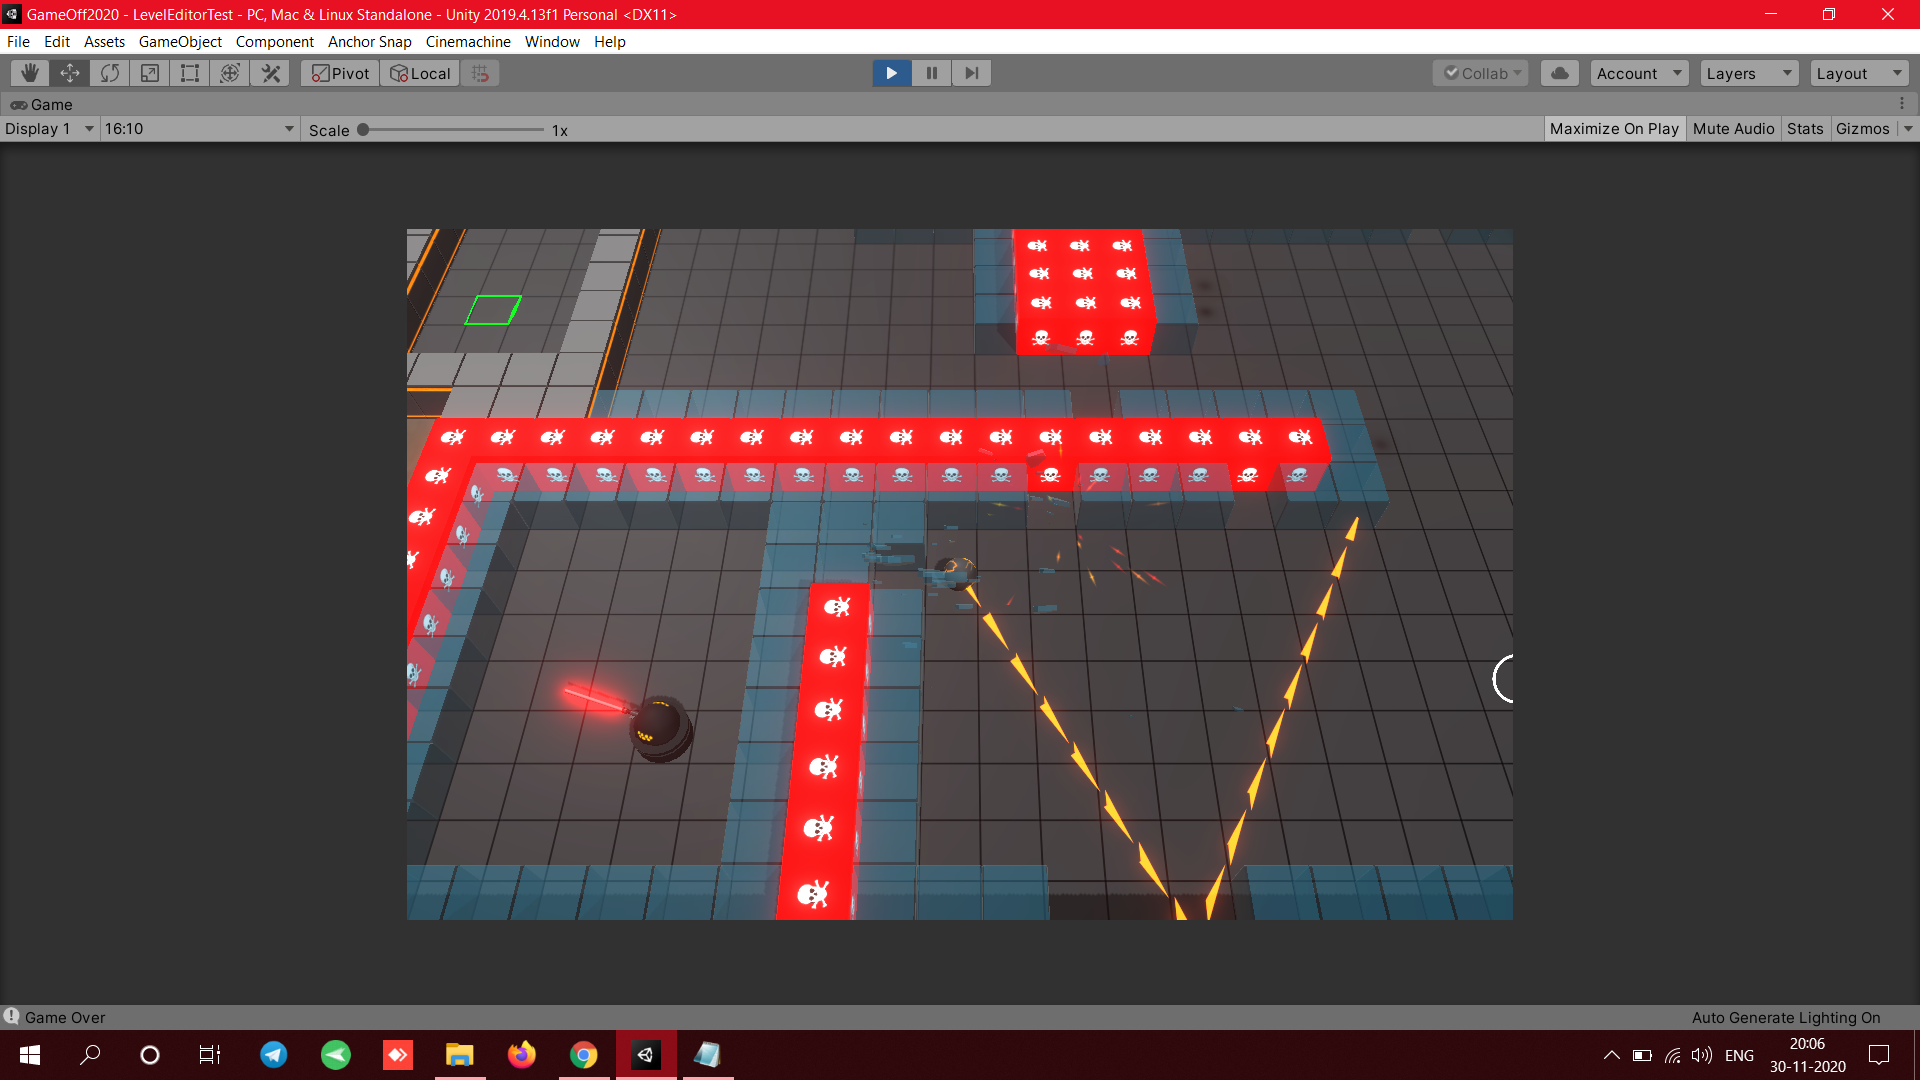 GameOff2020 - LevelEditorTest - PC, Mac & Linux Standalone - Unity 2019.4.13f1 Personal <DX11>
File Edit Assets GameObject Component Anchor Snap Cinemachine Window Help
Pivot Local Collab Account Layers Layout
Game
Display 1 16:10 Scale 1x Maximize On Play Mute Audio Stats Gizmos
Game Over Auto Generate Lighting On
20:06
ENG
30-11-2020